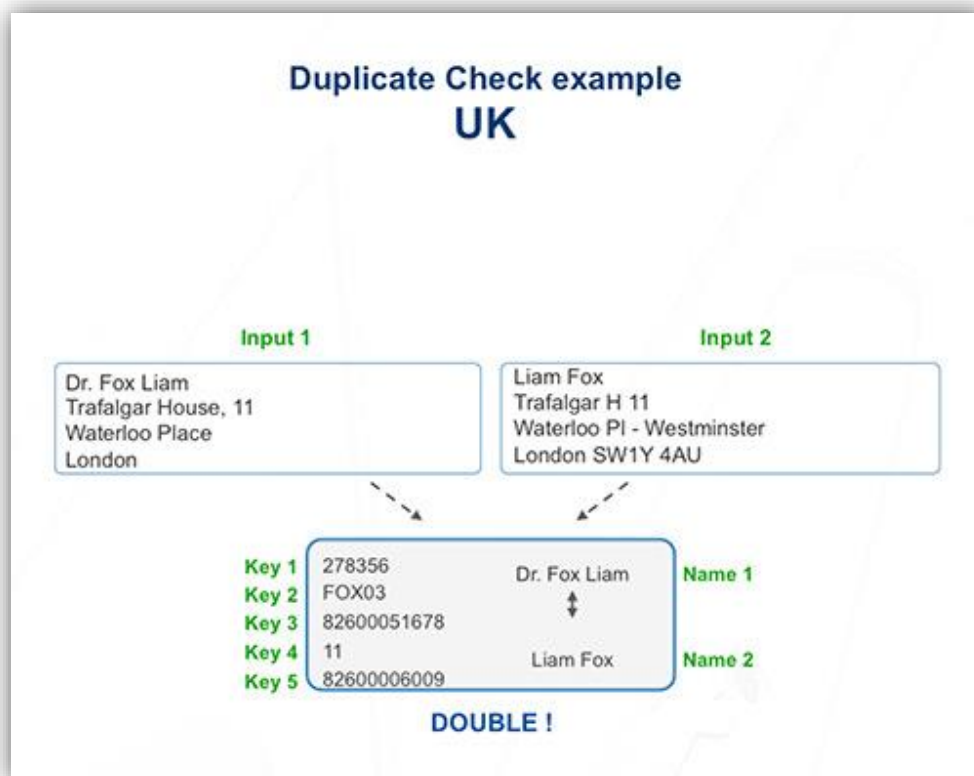 Duplicate Check example
UK
Input 1
Dr. Fox Liam
Trafalgar House, 11
Waterloo Place
London
Input 2
Liam Fox
Trafalgar H 11
Waterloo Pl - Westminster
London SW1Y 4AU
Key 1 278356
Key 2 FOX03
Key 3 82600051678
Key 4 11
Key 5 82600006009
Dr. Fox Liam Name 1
Liam Fox Name 2
DOUBLE !